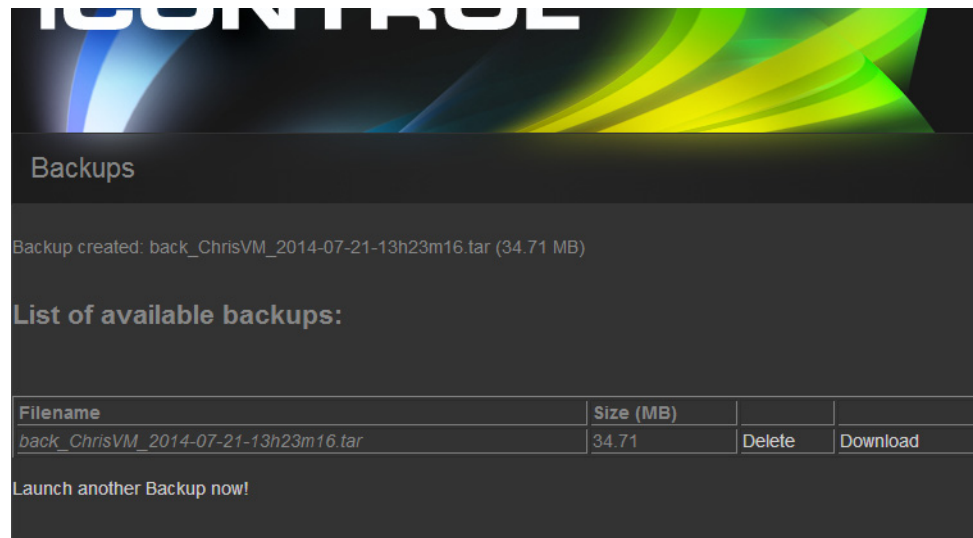 iCONTROL
Backups
Backup created: back_ChrisVM_2014-07-21-13h23m16.tar (34.71 MB)
List of available backups:
Filename Size (MB)
back_ChrisVM_2014-07-21-13h23m16.tar 34.71 Delete Download
Launch another Backup now!